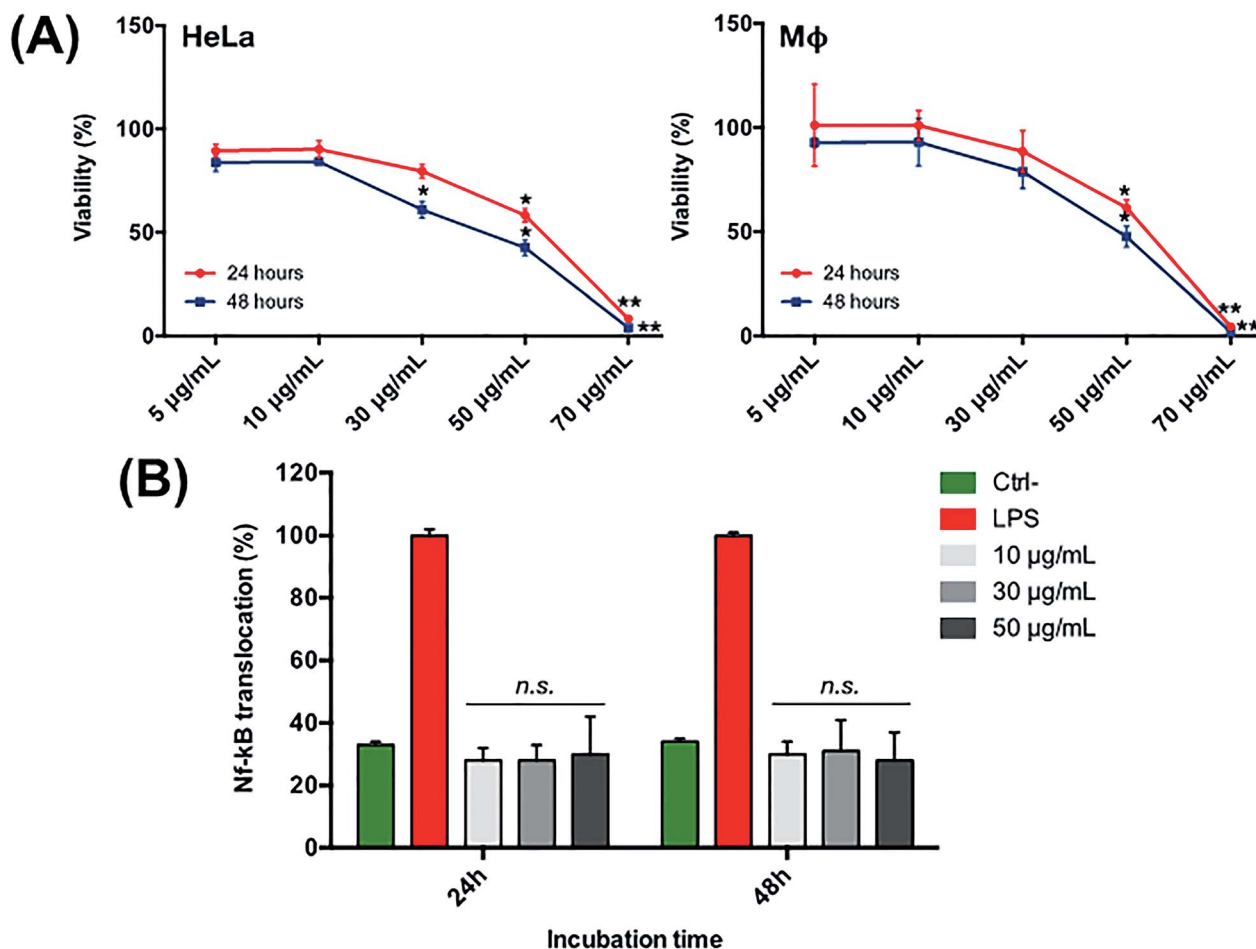 (A)
HeLa
150
100
50
0
Viability (%)
*
*
*
**
**
24 hours
48 hours
5 µg/mL
10 µg/mL
30 µg/mL
50 µg/mL
70 µg/mL
Mϕ
150
100
50
0
Viability (%)
*
*
**
**
24 hours
48 hours
5 µg/mL
10 µg/mL
30 µg/mL
50 µg/mL
70 µg/mL
(B)
120
100
80
60
40
20
0
Nf-kB translocation (%)
n.s.
n.s.
24h
48h
Incubation time
Ctrl-
LPS
10 µg/mL
30 µg/mL
50 µg/mL